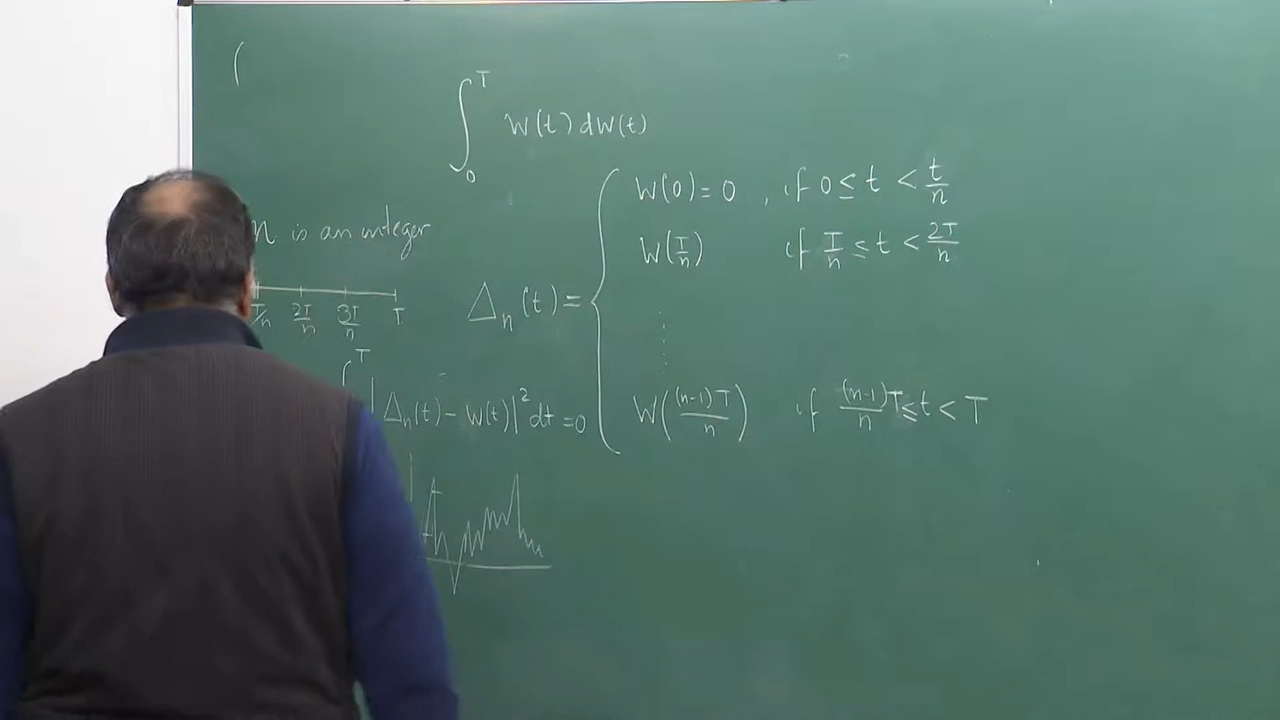 ∫₀ᵀ W(t) dW(t)
n is an integer
T/n 2T/n 3T/n T
Δₙ(t) = { W(0) = 0 , if 0 ≤ t < t/n
W(T/n) if T/n ≤ t < 2T/n
⋮
W((n-1)T/n) if (n-1)/n T ≤ t < T
∫ᵀ |Δₙ(t) - W(t)|² dt = 0